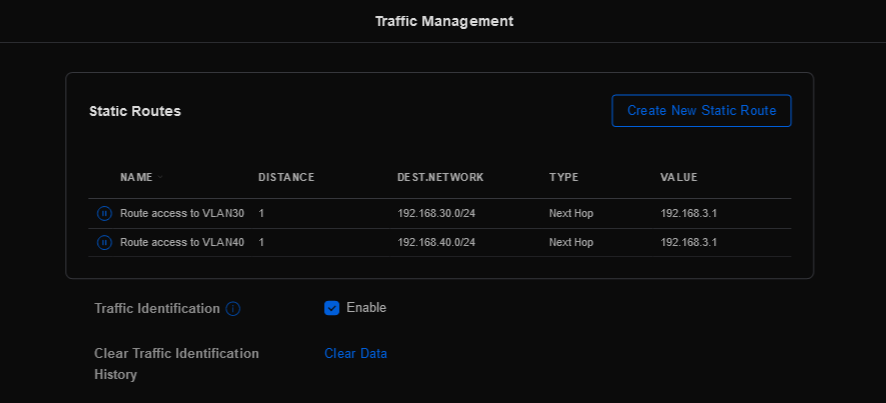 Traffic Management
Static Routes
Create New Static Route
NAME DISTANCE DEST.NETWORK TYPE VALUE
Route access to VLAN30 1 192.168.30.0/24 Next Hop 192.168.3.1
Route access to VLAN40 1 192.168.40.0/24 Next Hop 192.168.3.1
Traffic Identification Enable
Clear Traffic Identification Clear Data
History